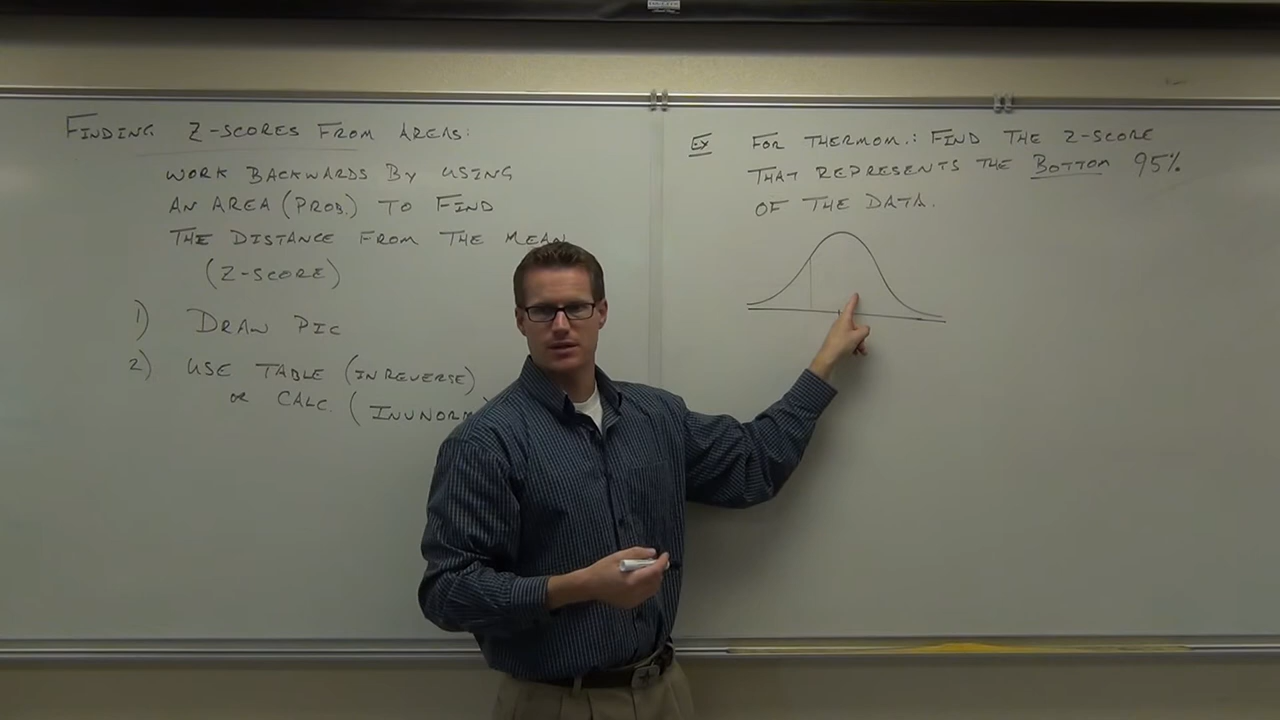 FINDING Z-SCORES FROM AREAS:
WORK BACKWARDS BY USING
AN AREA (PROB.) TO FIND
THE DISTANCE FROM THE MEAN
(Z-SCORE)
1) DRAW PIC
2) USE TABLE (IN REVERSE)
OR CALC. (INVNORM
EX FOR THERMOM.: FIND THE Z-SCORE
THAT REPRESENTS THE BOTTOM 95%
OF THE DATA.